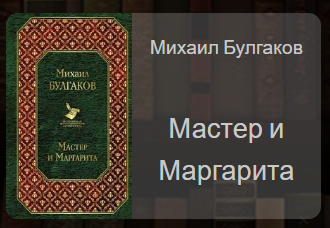 Михаил
БУЛГАКОВ
МАСТЕР
И МАРГАРИТА
Михаил Булгаков
Мастер и
Маргарита